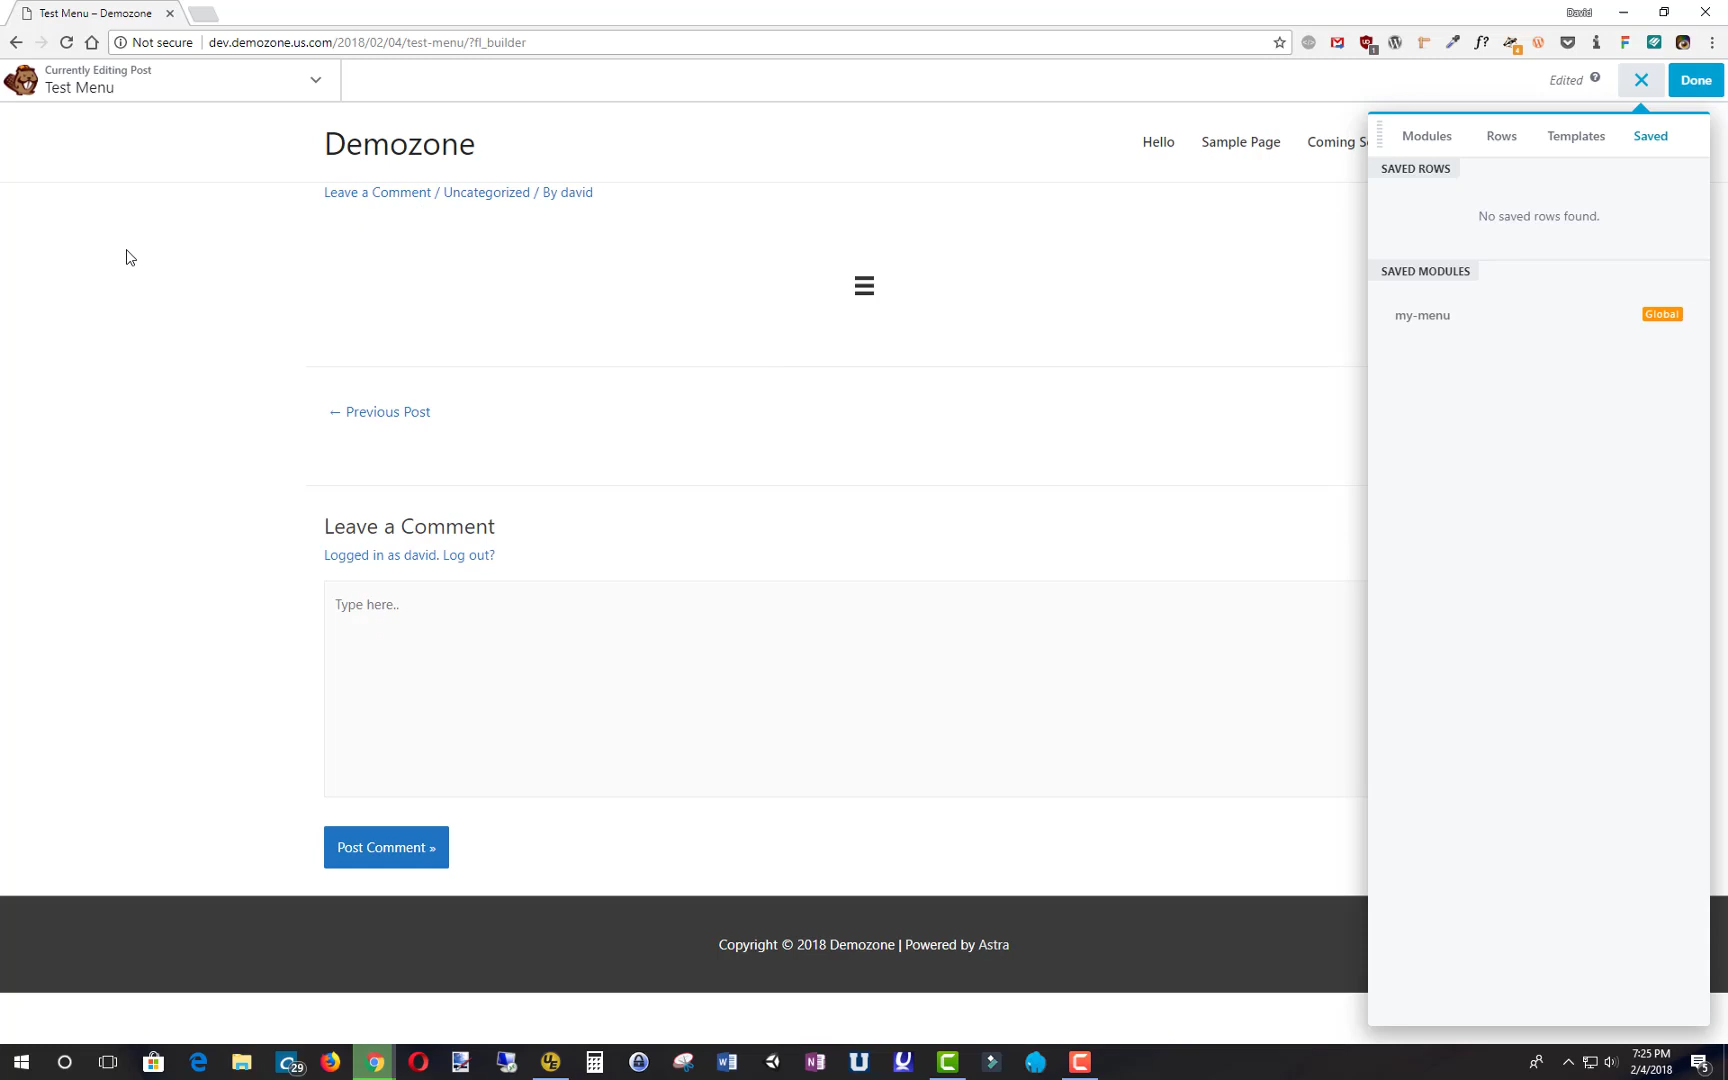 Test Menu – Demozone
David
Not secure
dev.demozone.us.com/2018/02/04/test-menu/?fl_builder
Currently Editing Post
Test Menu
Edited
Done
Demozone
Hello
Sample Page
Coming S
Leave a Comment / Uncategorized / By david
Modules
Rows
Templates
Saved
SAVED ROWS
No saved rows found.
SAVED MODULES
my-menu
Global
← Previous Post
Leave a Comment
Logged in as david. Log out?
Type here..
Post Comment »
Copyright © 2018 Demozone | Powered by Astra
29
7:25 PM
2/4/2018
5